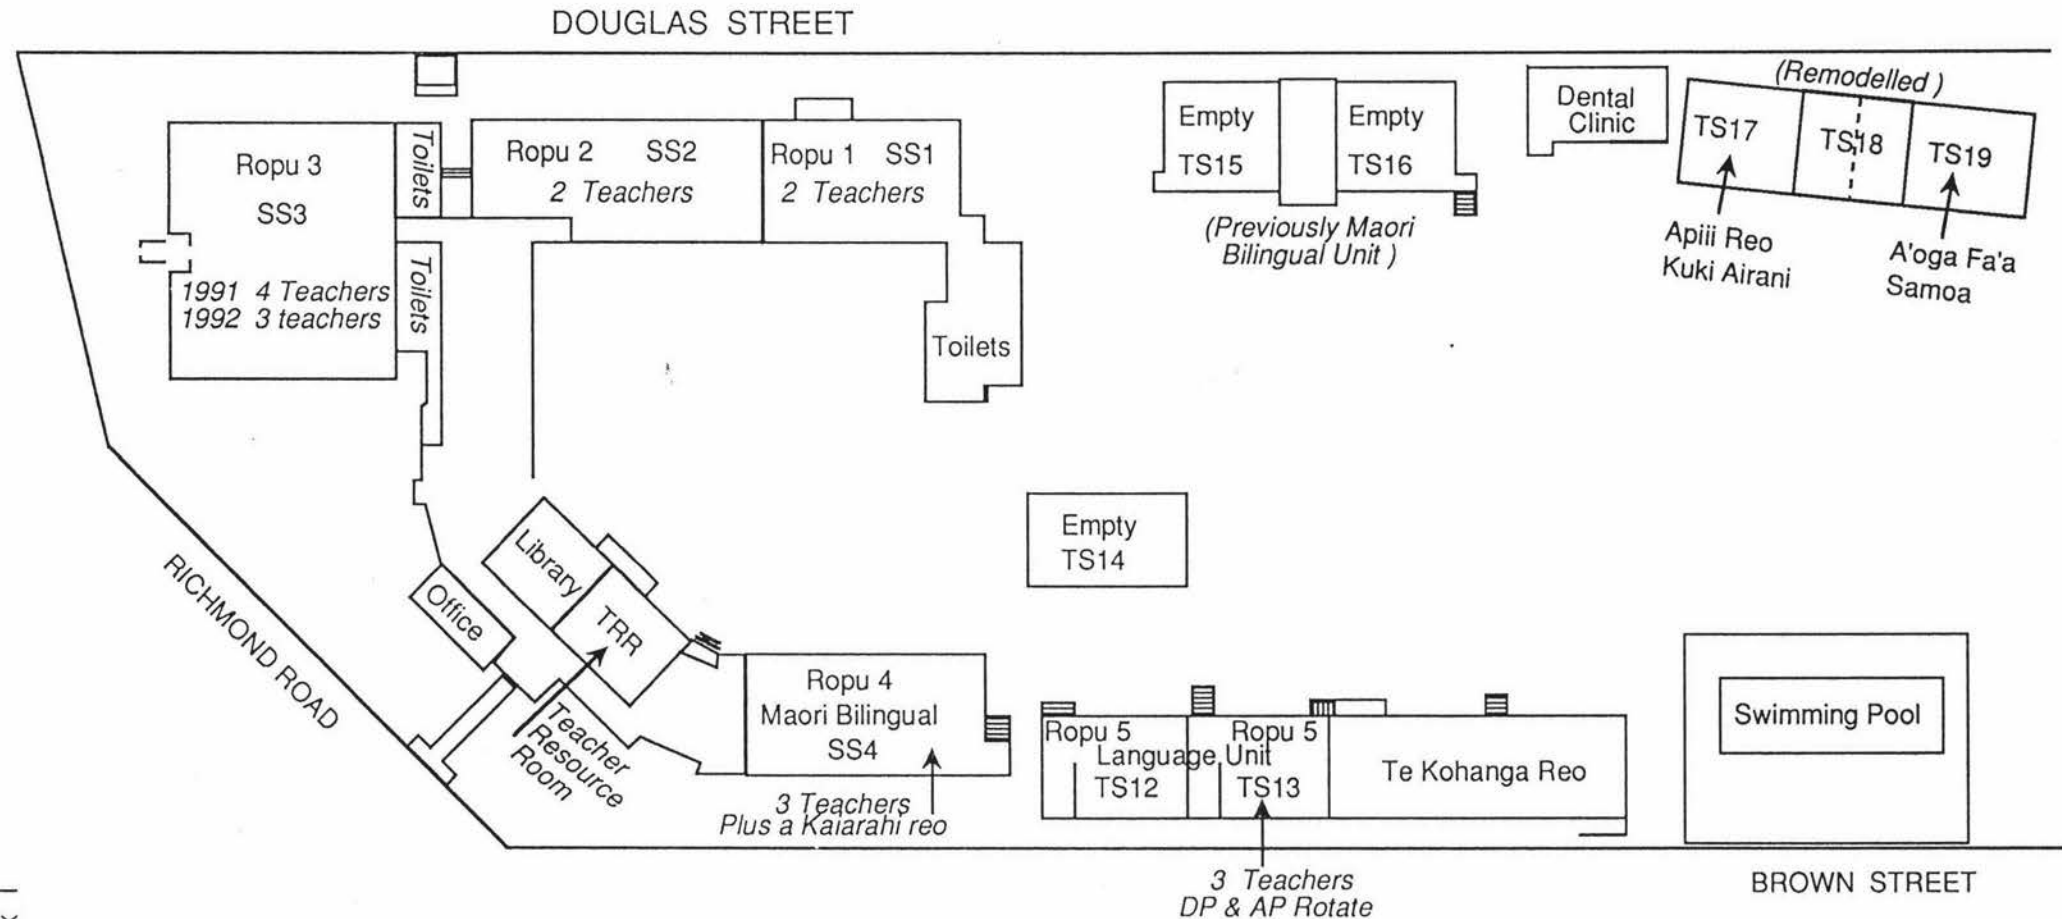 DOUGLAS STREET
(Remodelled )
Ropu 3
SS3
1991 4 Teachers
1992 3 teachers
Toilets
Toilets
Ropu 2 SS2
2 Teachers
Ropu 1 SS1
2 Teachers
Toilets
Empty
TS15
Empty
TS16
(Previously Maori
Bilingual Unit )
Dental
Clinic
TS17
TS18
TS19
Apiii Reo
Kuki Airani
A'oga Fa'a
Samoa
Empty
TS14
RICHMOND ROAD
Library
Office
TRR
Teacher
Resource
Room
Ropu 4
Maori Bilingual
SS4
3 Teachers
Plus a Kaiarahi reo
Ropu 5
Ropu 5
Language Unit
TS12
TS13
3 Teachers
DP & AP Rotate
Te Kohanga Reo
Swimming Pool
BROWN STREET